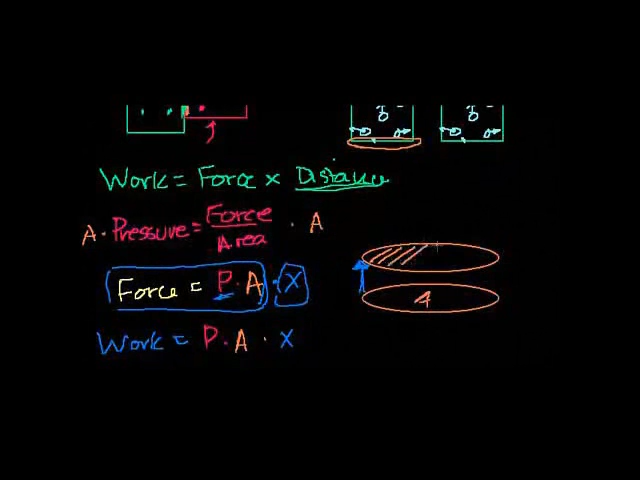 Work = Force × Distance
A · Pressure = Force / Area · A
Force = P · A · X
A
Work = P · A · X